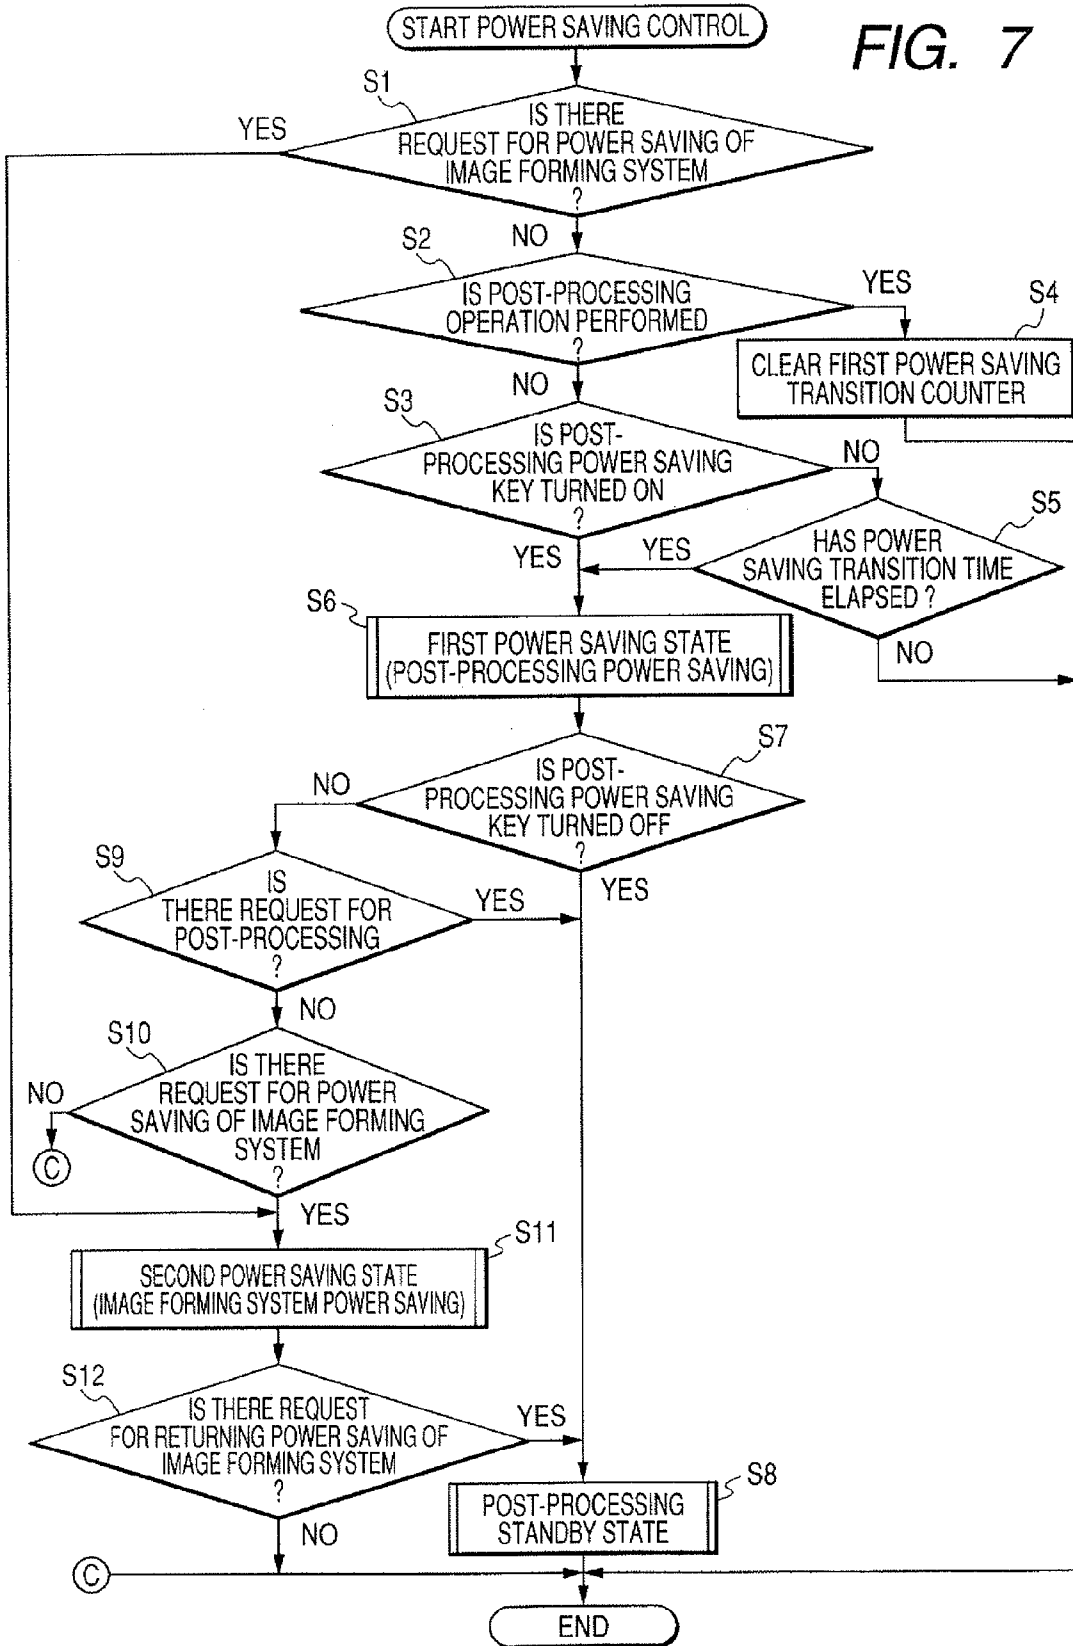 START POWER SAVING CONTROL
FIG. 7
S1
IS THERE
REQUEST FOR POWER SAVING OF
IMAGE FORMING SYSTEM
?
YES
NO
S2
IS POST-PROCESSING
OPERATION PERFORMED
?
YES
NO
S4
CLEAR FIRST POWER SAVING
TRANSITION COUNTER
S3
IS POST-
PROCESSING POWER SAVING
KEY TURNED ON
?
NO
YES
S5
HAS POWER
SAVING TRANSITION TIME
ELAPSED ?
YES
NO
S6
FIRST POWER SAVING STATE
(POST-PROCESSING POWER SAVING)
S7
IS POST-
PROCESSING POWER SAVING
KEY TURNED OFF
?
NO
YES
S9
IS
THERE REQUEST FOR
POST-PROCESSING
?
YES
NO
S10
IS THERE
REQUEST FOR POWER
SAVING OF IMAGE FORMING
SYSTEM
?
NO
C
YES
S11
SECOND POWER SAVING STATE
(IMAGE FORMING SYSTEM POWER SAVING)
S12
IS THERE REQUEST
FOR RETURNING POWER SAVING OF
IMAGE FORMING SYSTEM
?
YES
NO
S8
POST-PROCESSING
STANDBY STATE
C
END